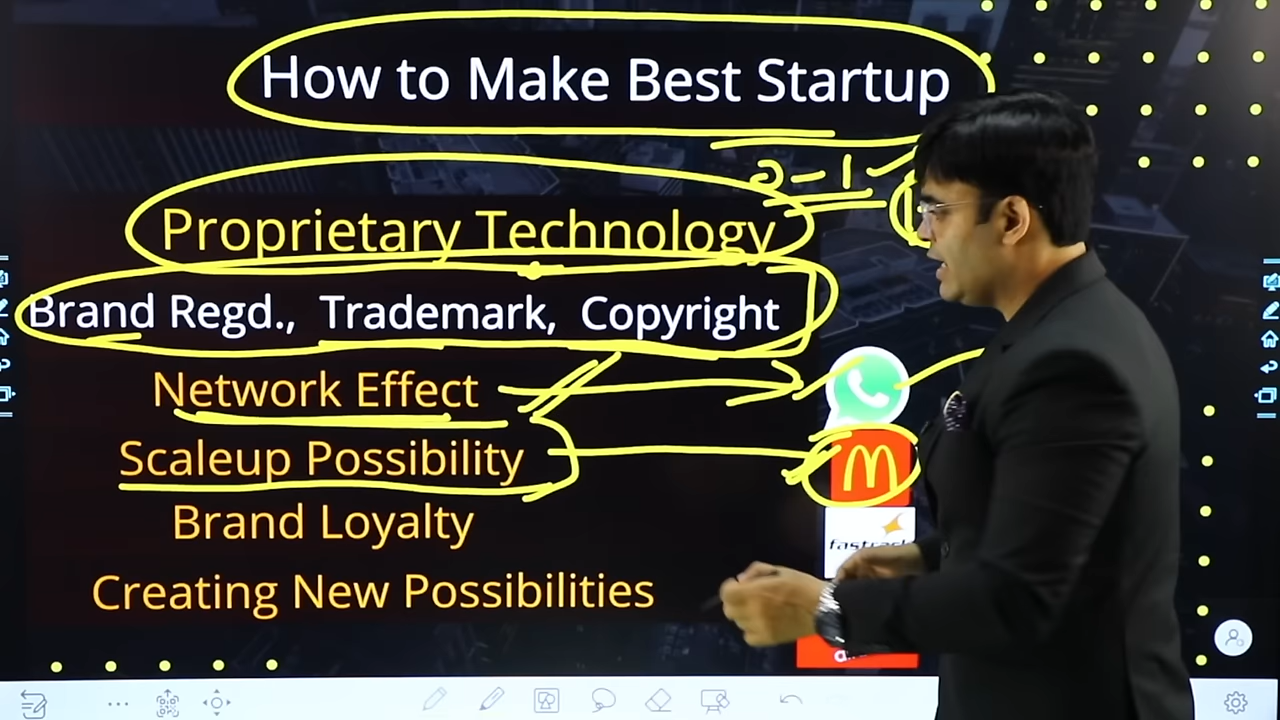 How to Make Best Startup
0-1
Proprietary Technology
Brand Regd., Trademark, Copyright
Network Effect
Scaleup Possibility
fastrack
Brand Loyalty
Creating New Possibilities